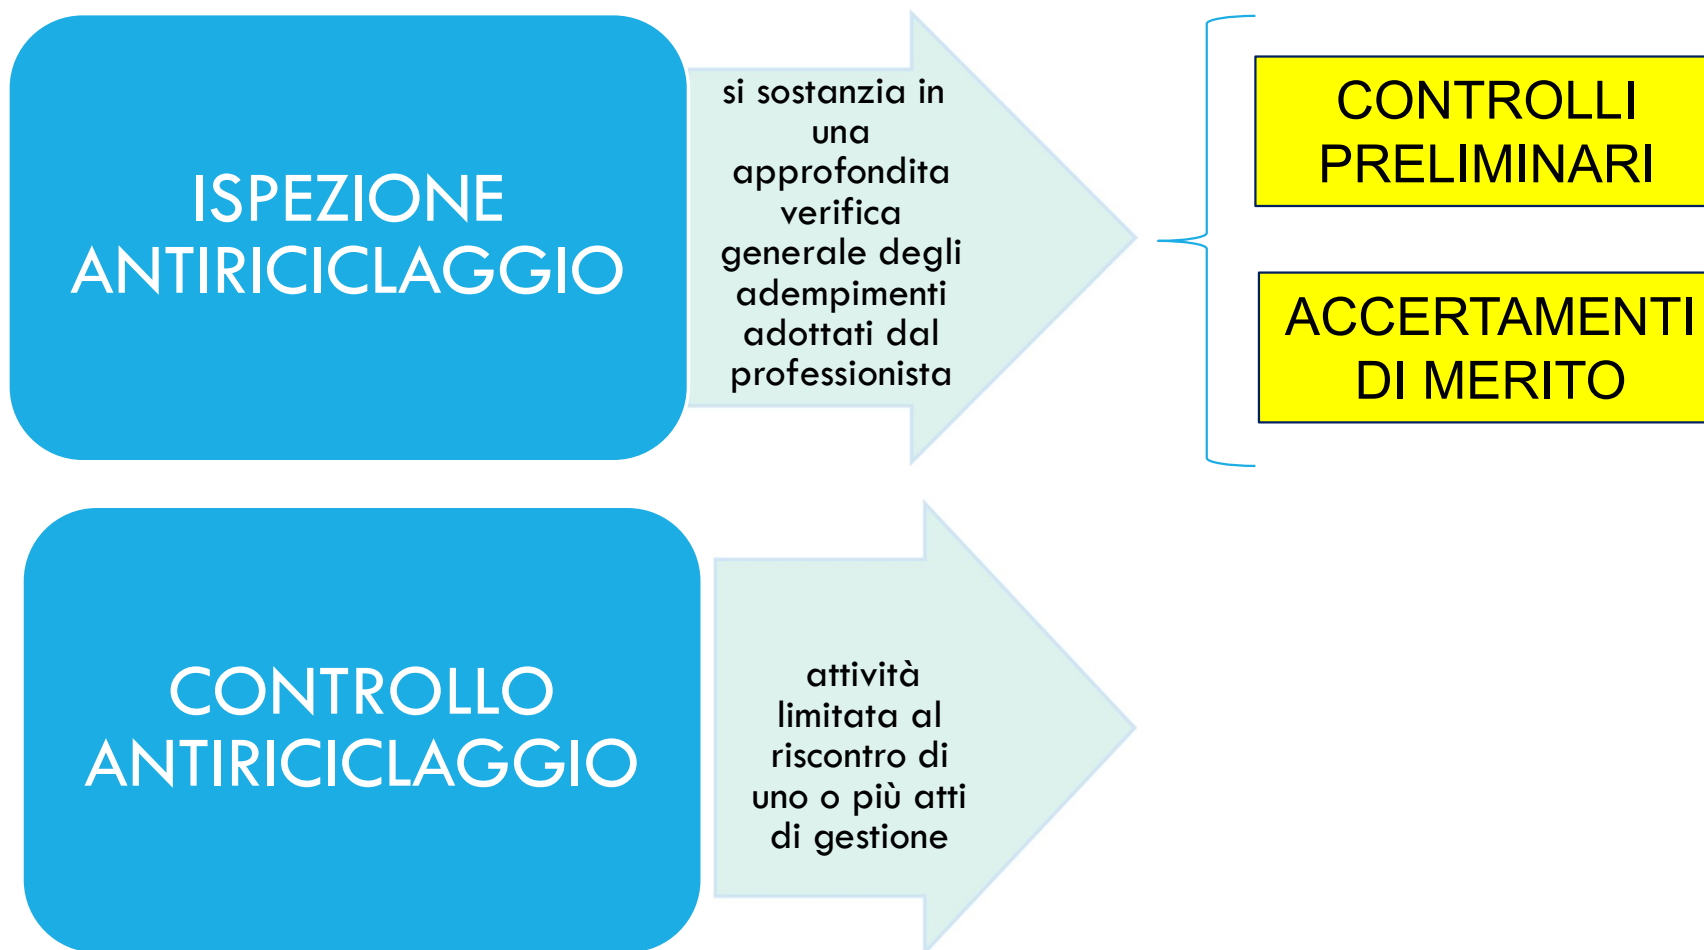 ISPEZIONE
ANTIRICICLAGGIO
si sostanzia in
una
approfondita
verifica
generale degli
adempimenti
adottati dal
professionista
CONTROLLI
PRELIMINARI
ACCERTAMENTI
DI MERITO
CONTROLLO
ANTIRICICLAGGIO
attività
limitata al
riscontro di
uno o più atti
di gestione